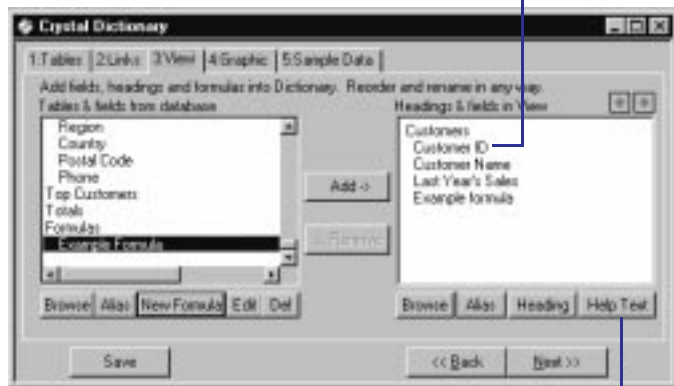 Crystal Dictionary
1:Tables 2:Links 3:View 4:Graphic 5:Sample Data
Add fields, headings and formulas into Dictionary. Reorder and rename in any way.
Tables & fields from database
Headings & fields in View
Region
Country
Postal Code
Phone
Top Customers
Totals
Formulas
Example Formula
Add ->
<- Remove
Customers
Customer ID
Customer Name
Last Year's Sales
Example formula
Browse Alias New Formula Edit Del
Browse Alias Heading Help Text
Save << Back Next >>